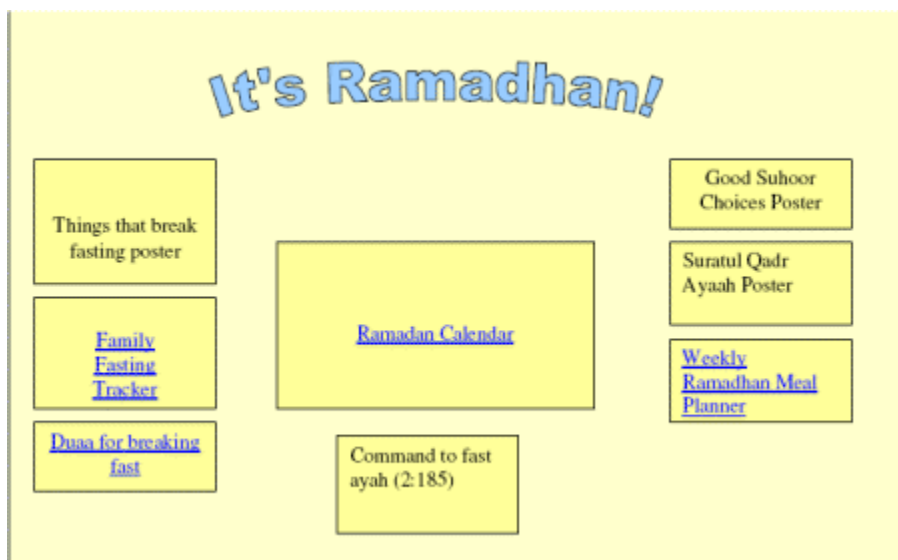 It's Ramadhan!
Things that break
fasting poster
Family
Fasting
Tracker
Duaa for breaking
fast
Ramadan Calendar
Command to fast
ayah (2:185)
Good Suhoor
Choices Poster
Suratul Qadr
Ayaah Poster
Weekly
Ramadhan Meal
Planner